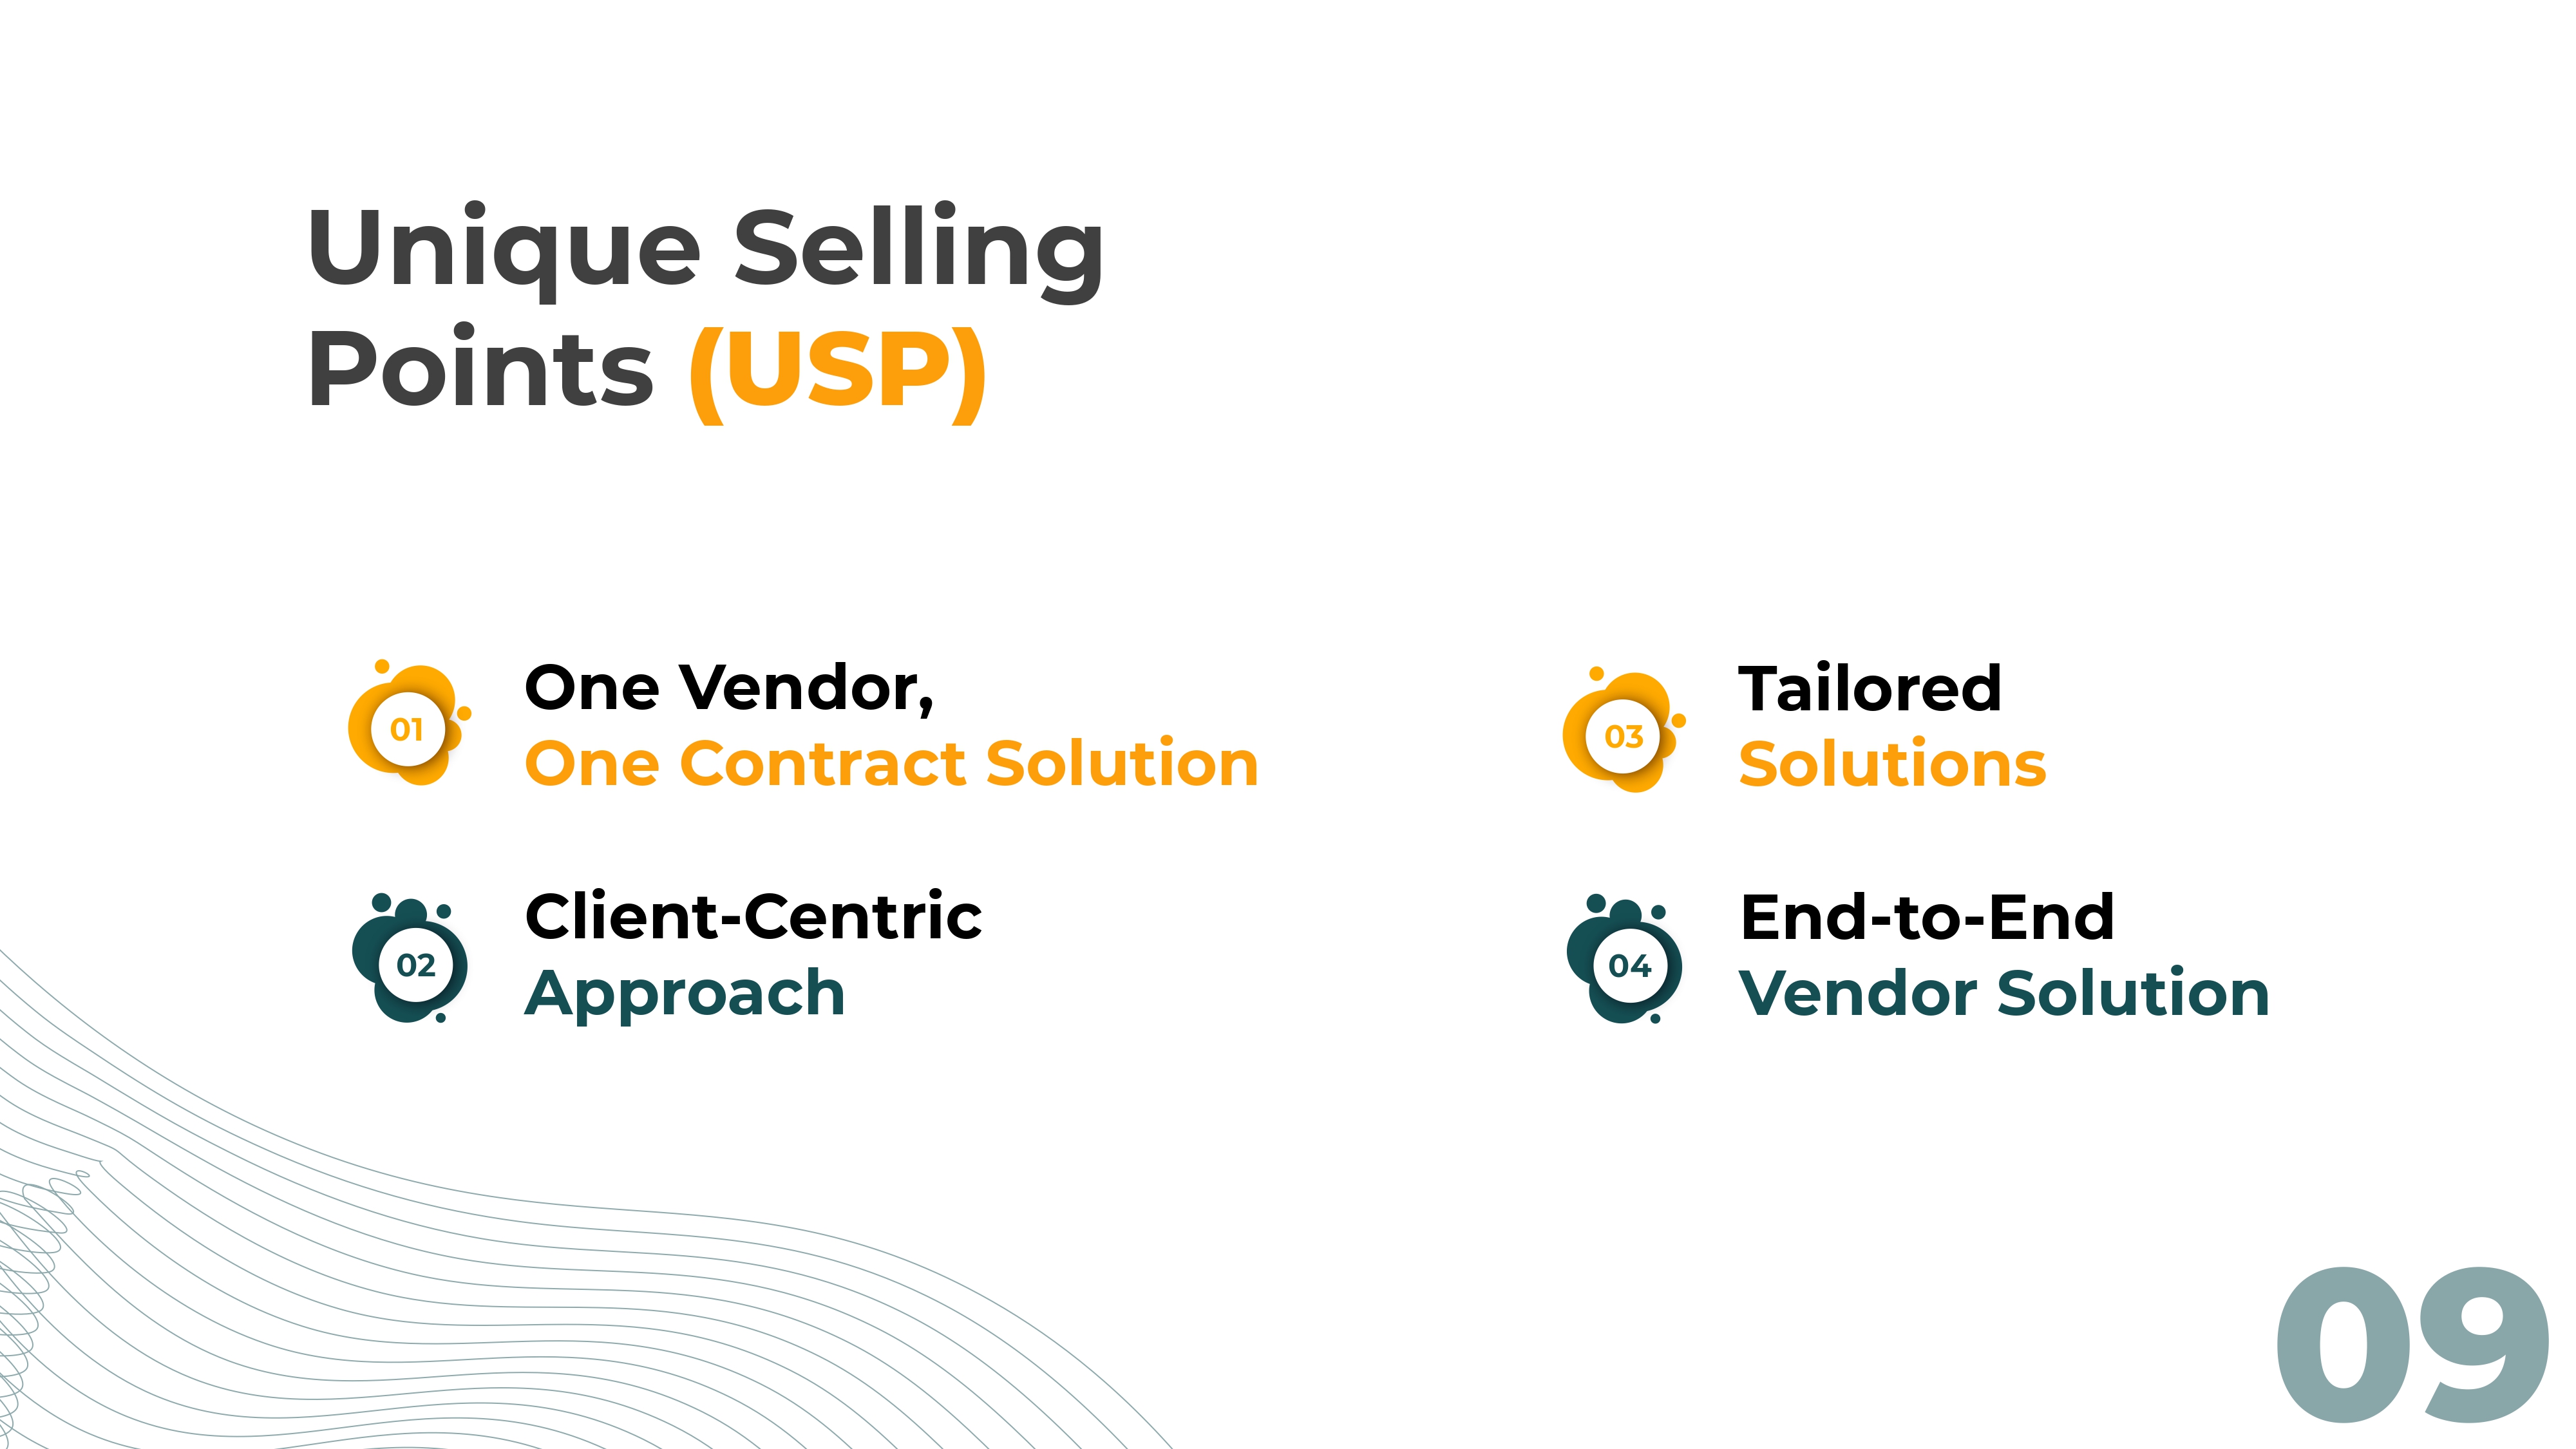 Unique Selling
Points (USP)
01
One Vendor,
One Contract Solution
02
Client-Centric
Approach
03
Tailored
Solutions
04
End-to-End
Vendor Solution
09